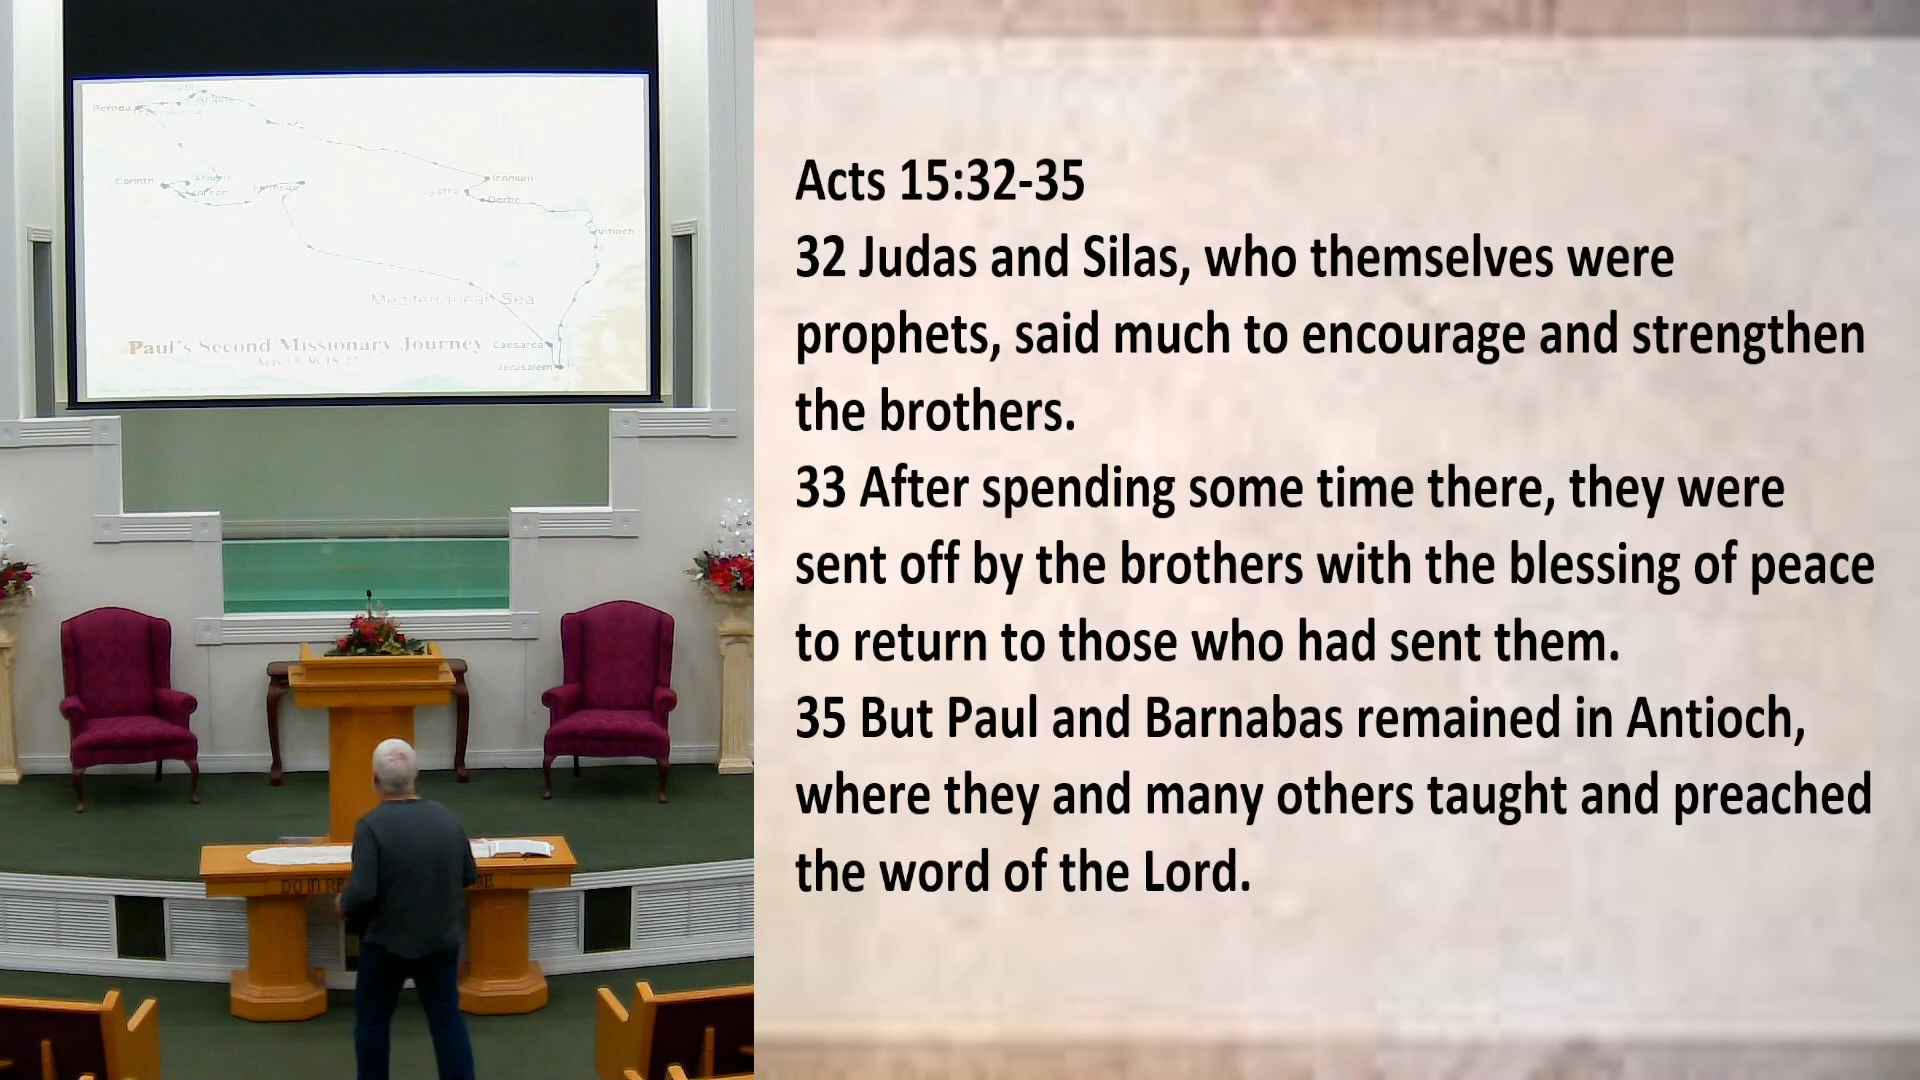 Berea
Corinth
Iconium
Derbe
Antioch
Mediterranean Sea
Paul's Second Missionary Journey
Caesarea
Jerusalem
DO IN RE
Acts 15:32-35
32 Judas and Silas, who themselves were
prophets, said much to encourage and strengthen
the brothers.
33 After spending some time there, they were
sent off by the brothers with the blessing of peace
to return to those who had sent them.
35 But Paul and Barnabas remained in Antioch,
where they and many others taught and preached
the word of the Lord.